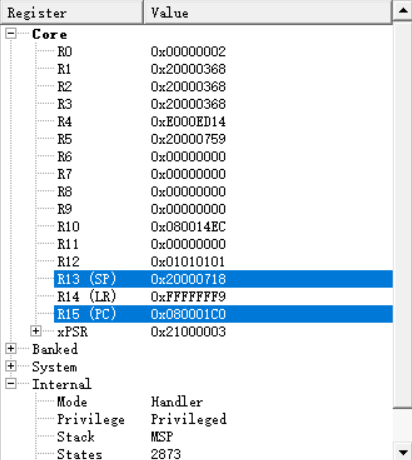 Register Value
Core
R0 0x00000002
R1 0x20000368
R2 0x20000368
R3 0x20000368
R4 0xE000ED14
R5 0x20000759
R6 0x00000000
R7 0x00000000
R8 0x00000000
R9 0x00000000
R10 0x080014EC
R11 0x00000000
R12 0x01010101
R13 (SP) 0x20000718
R14 (LR) 0xFFFFFFF9
R15 (PC) 0x080001C0
xPSR 0x21000003
Banked
System
Internal
Mode Handler
Privilege Privileged
Stack MSP
States 2873